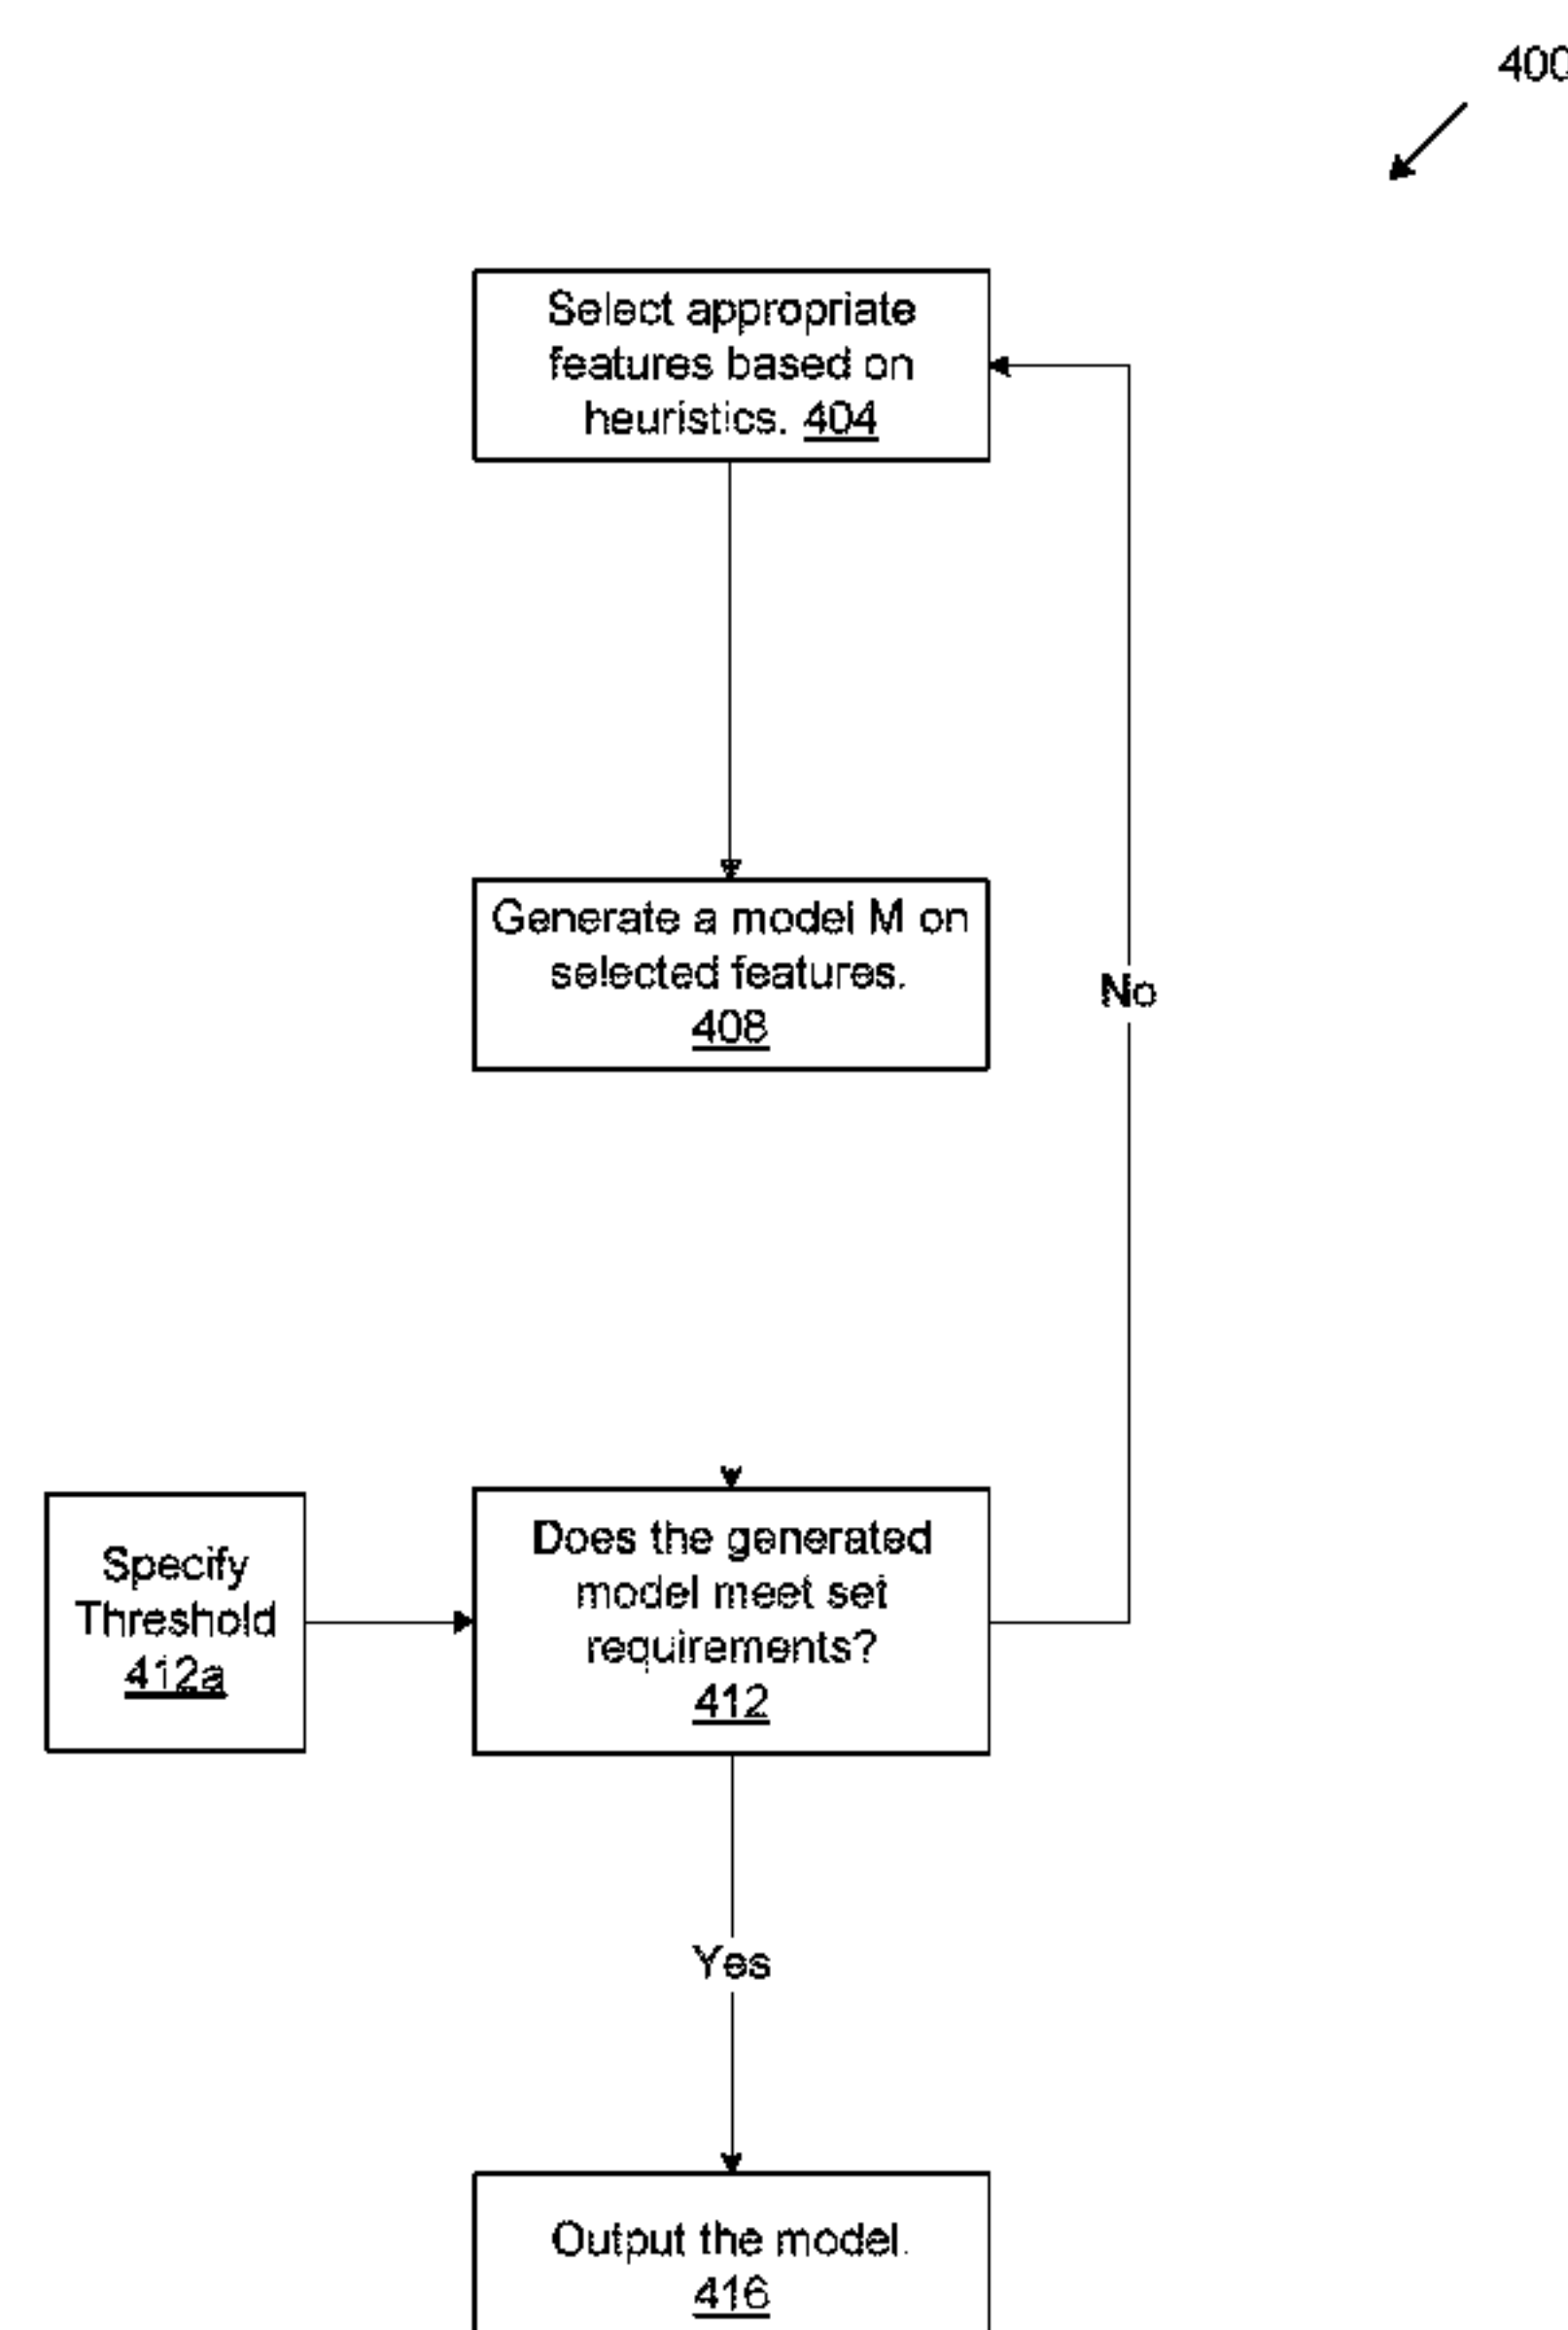 400
Select appropriate
features based on
heuristics. 404
Generate a model M on
selected features.
408
No
Specify
Threshold
412a
Does the generated
model meet set
requirements?
412
Yes
Output the model.
416